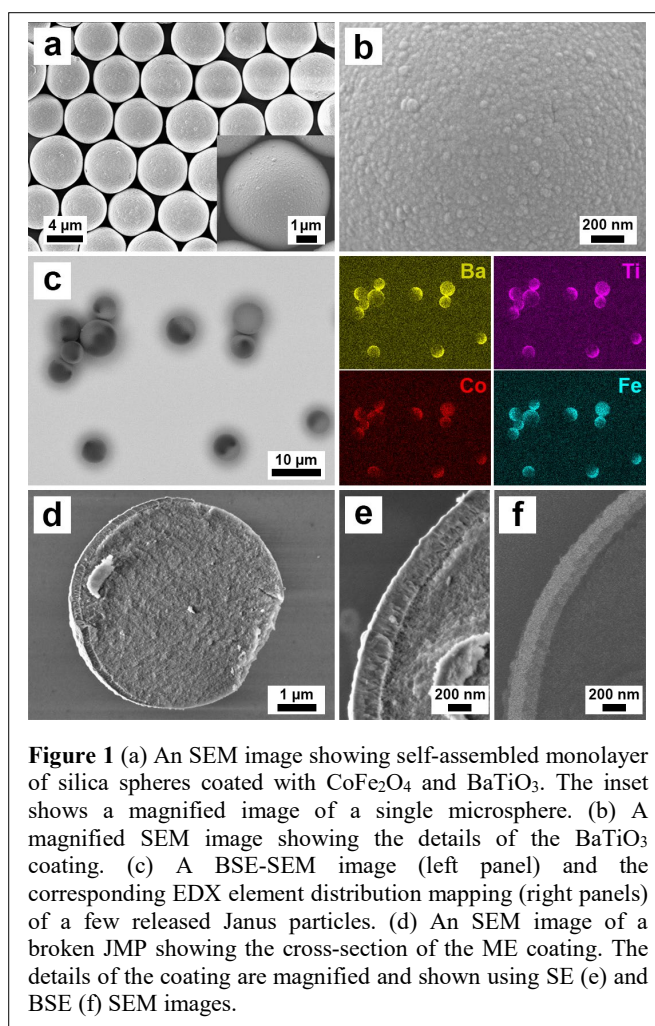 a
b
4 µm
1µm
200 nm
c
Ba
Ti
Co
Fe
10 µm
d
e
f
1 µm
200 nm
200 nm
Figure 1 (a) An SEM image showing self-assembled monolayer
of silica spheres coated with CoFe₂O₄ and BaTiO₃. The inset
shows a magnified image of a single microsphere. (b) A
magnified SEM image showing the details of the BaTiO₃
coating. (c) A BSE-SEM image (left panel) and the
corresponding EDX element distribution mapping (right panels)
of a few released Janus particles. (d) An SEM image of a
broken JMP showing the cross-section of the ME coating. The
details of the coating are magnified and shown using SE (e) and
BSE (f) SEM images.